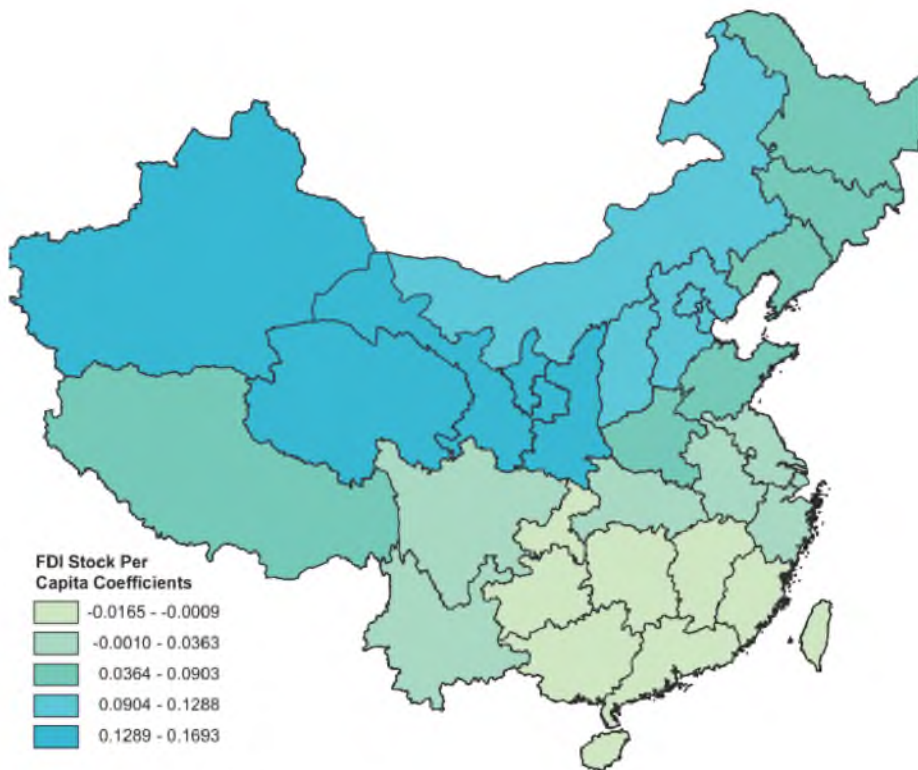 FDI Stock Per
Capita Coefficients
-0.0165 - -0.0009
-0.0010 - 0.0363
0.0364 - 0.0903
0.0904 - 0.1288
0.1289 - 0.1693